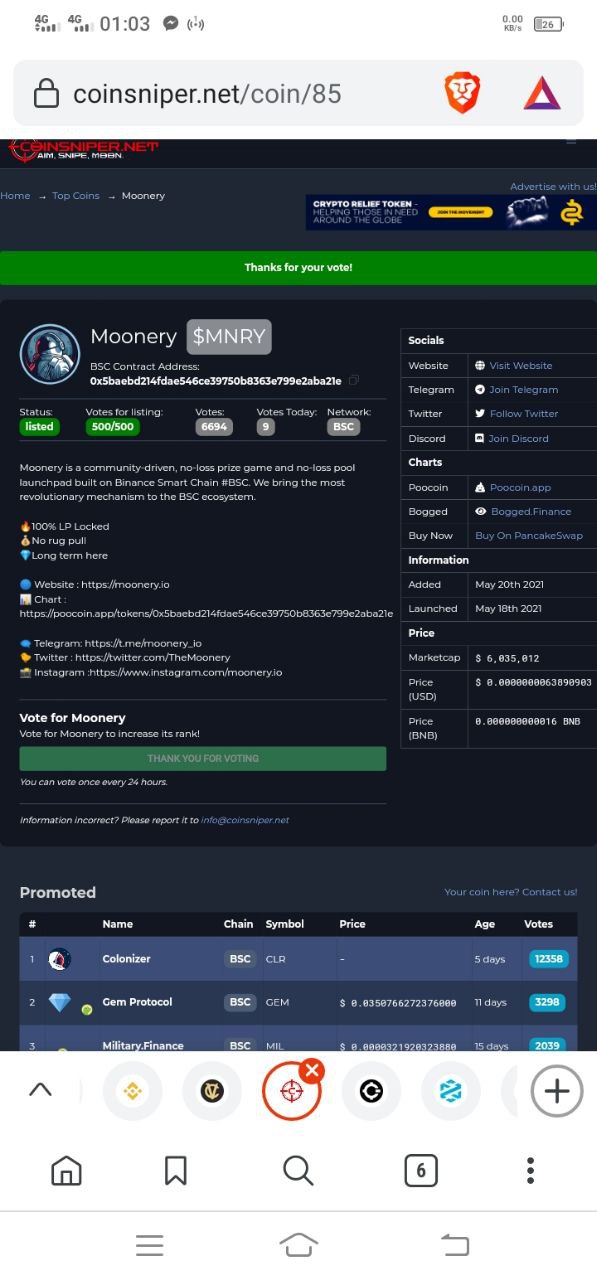 4G 4G 01:03 0.00 KB/s 26
coinsniper.net/coin/85
COINSNIPER.NET
AIM, SNIPE, MOON.
Advertise with us!
Home → Top Coins → Moonery
CRYPTO RELIEF TOKEN -
HELPING THOSE IN NEED
AROUND THE GLOBE
JOIN THE MOVEMENT
Thanks for your vote!
Moonery $MNRY
BSC Contract Address:
0x5baebd214fdae546ce39750b8363e799e2aba21e
Status: Votes for listing: Votes: Votes Today: Network:
listed 500/500 6694 9 BSC
Moonery is a community-driven, no-loss prize game and no-loss pool
launchpad built on Binance Smart Chain #BSC. We bring the most
revolutionary mechanism to the BSC ecosystem.
🔥100% LP Locked
💰No rug pull
💎Long term here
🔵 Website : https://moonery.io
📊 Chart :
https://poocoin.app/tokens/0x5baebd214fdae546ce39750b8363e799e2aba21e
🗨 Telegram: https://t.me/moonery_io
🐤 Twitter : https://twitter.com/TheMoonery
📸 Instagram :https://www.instagram.com/moonery.io
Vote for Moonery
Vote for Moonery to increase its rank!
THANK YOU FOR VOTING
You can vote once every 24 hours.
Information incorrect? Please report it to info@coinsniper.net
Socials
Website Visit Website
Telegram Join Telegram
Twitter Follow Twitter
Discord Join Discord
Charts
Poocoin Poocoin.app
Bogged Bogged.Finance
Buy Now Buy On PancakeSwap
Information
Added May 20th 2021
Launched May 18th 2021
Price
Marketcap $ 6,035,012
Price (USD) $ 0.0000000063890903
Price (BNB) 0.000000000016 BNB
Promoted Your coin here? Contact us!
# Name Chain Symbol Price Age Votes
1 Colonizer BSC CLR - 5 days 12358
2 Gem Protocol BSC GEM $ 0.0350766272376000 11 days 3298
3 Military.Finance BSC MIL $ 0.0000321920323880 15 days 2039
6